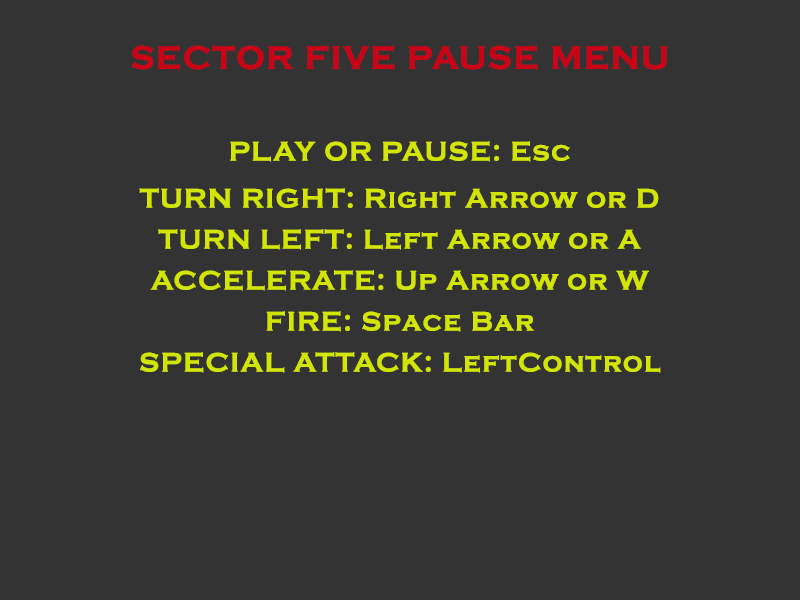 SECTOR FIVE PAUSE MENU
PLAY OR PAUSE: Esc
TURN RIGHT: Right Arrow or D
TURN LEFT: Left Arrow or A
ACCELERATE: Up Arrow or W
FIRE: Space Bar
SPECIAL ATTACK: LeftControl